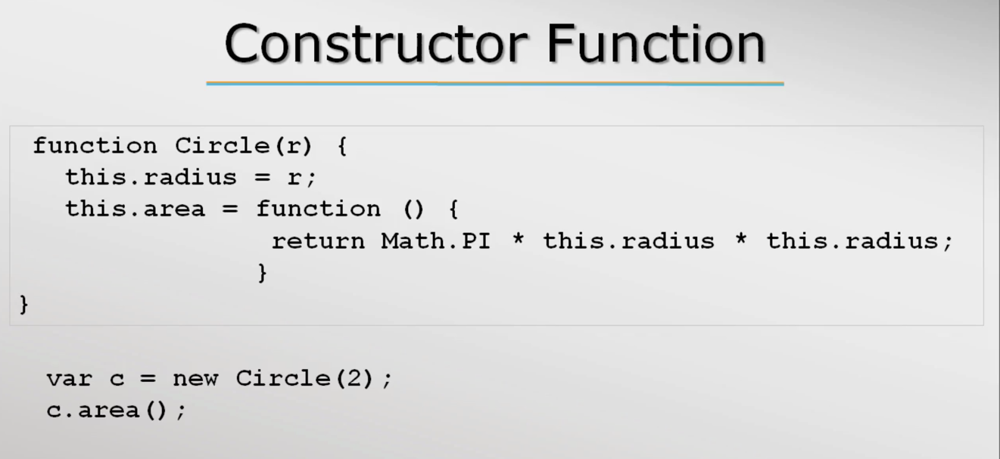 Constructor Function
function Circle(r) {
this.radius = r;
this.area = function () {
return Math.PI * this.radius * this.radius;
}
}
var c = new Circle(2);
c.area();